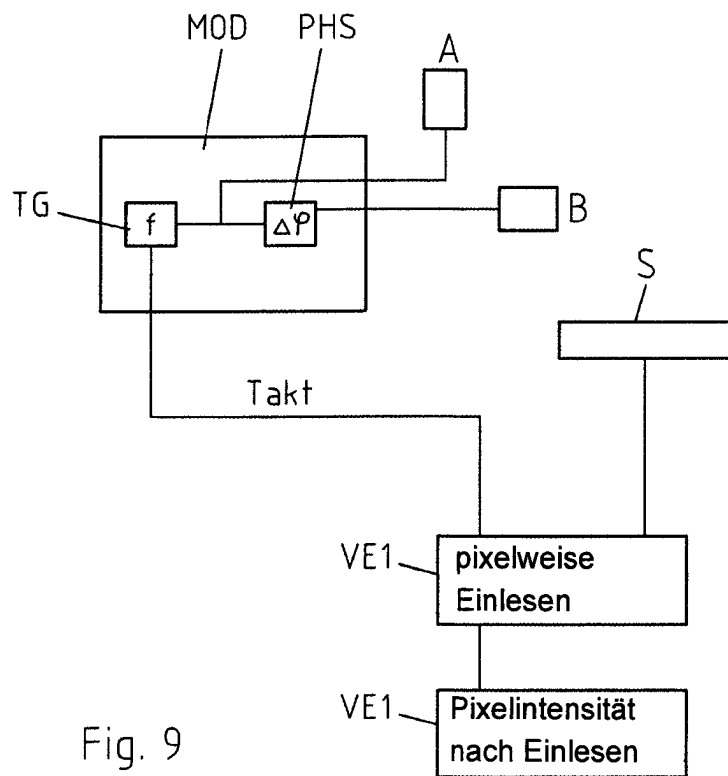 MOD
PHS
A
TG
f
Δφ
B
S
Takt
VE1
pixelweise
Einlesen
VE1
Pixelintensität
nach Einlesen
Fig. 9